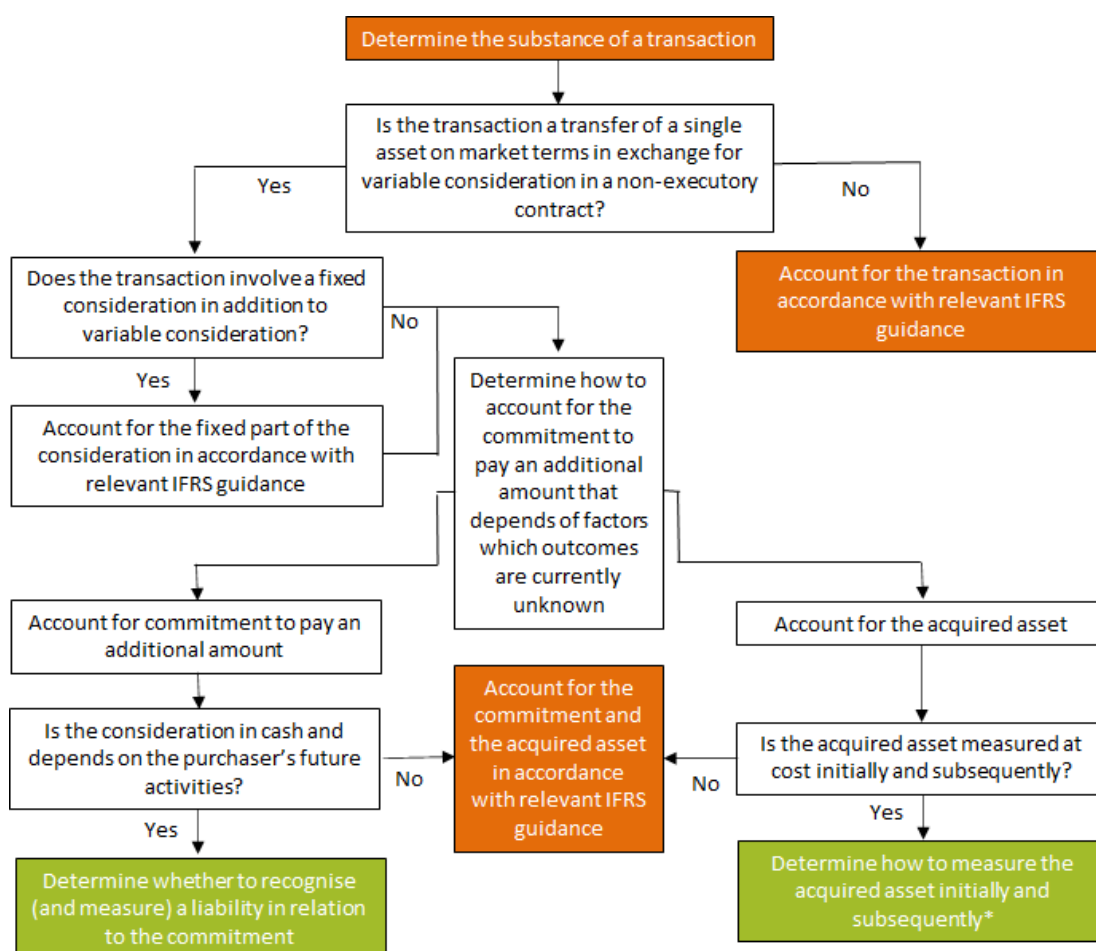 Determine the substance of a transaction
Is the transaction a transfer of a single
asset on market terms in exchange for
variable consideration in a non-executory
contract?
Yes
No
Does the transaction involve a fixed
consideration in addition to
variable consideration?
Account for the transaction in
accordance with relevant IFRS
guidance
No
Yes
Determine how to
account for the
commitment to
pay an additional
amount that
depends of factors
which outcomes
are currently
unknown
Account for the fixed part of the
consideration in accordance with
relevant IFRS guidance
Account for commitment to pay an
additional amount
Account for the acquired asset
Account for the
commitment and
the acquired asset
in accordance
with relevant IFRS
guidance
Is the consideration in cash and
depends on the purchaser's future
activities?
Is the acquired asset measured at
cost initially and subsequently?
No
No
Yes
Yes
Determine whether to recognise
(and measure) a liability in relation
to the commitment
Determine how to measure the
acquired asset initially and
subsequently*